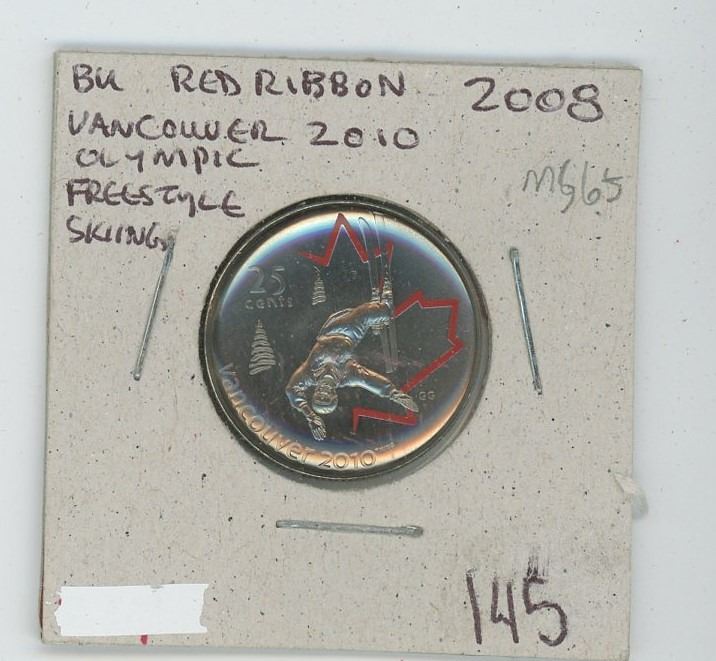 BU RED RIBBON 2008
VANCOUVER 2010
OLYMPIC
FREESTYLE
SKIING
MS65
25
cents
GG
vancouver 2010
145